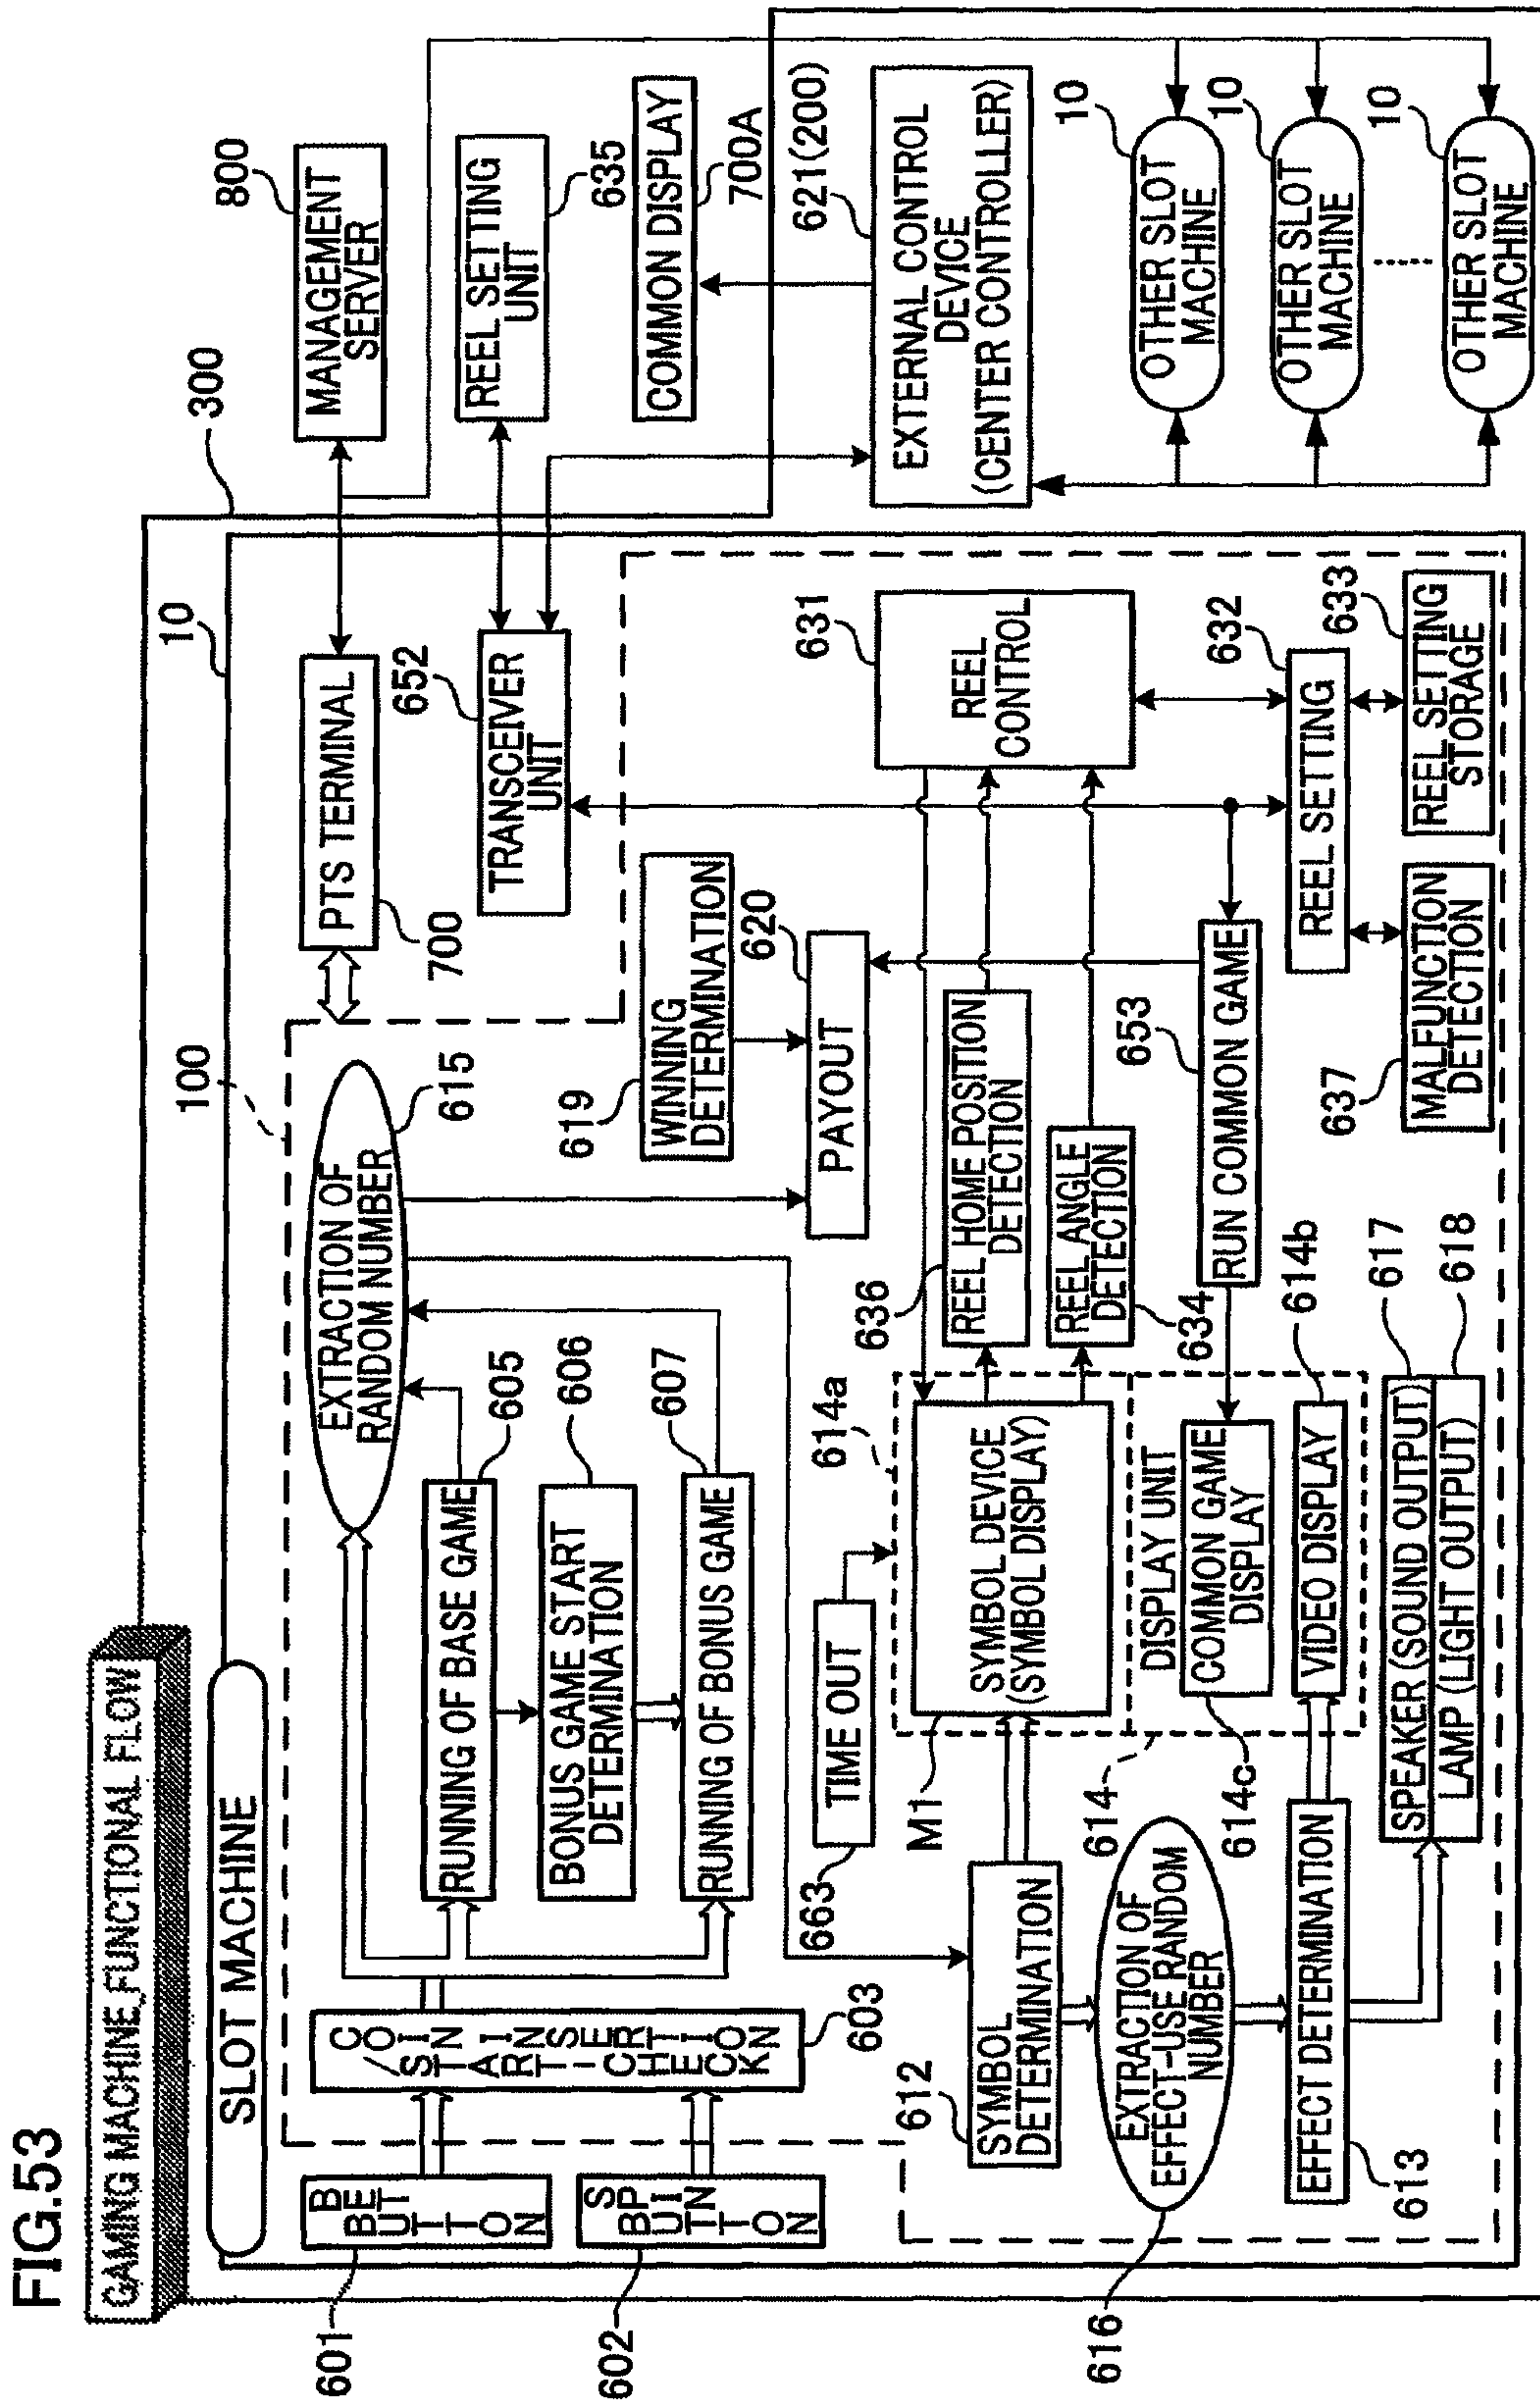 FIG.53
GAMING MACHINE FUNCTIONAL FLOW
SLOT MACHINE
10
300
100
601
BET
BUTTON
602
SPIN
BUTTON
COIN INSERTION
/START-CHECK
603
EXTRACTION OF
RANDOM NUMBER
615
RUNNING OF BASE GAME
605
BONUS GAME START
DETERMINATION
606
RUNNING OF BONUS GAME
607
PTS TERMINAL
700
MANAGEMENT
SERVER
800
TRANSCEIVER
UNIT
652
REEL SETTING
UNIT
635
COMMON DISPLAY
700A
WINNING
DETERMINATION
619
PAYOUT
620
TIME OUT
663
614a
SYMBOL DEVICE
(SYMBOL DISPLAY)
M1
REEL HOME POSITION
DETECTION
636
REEL ANGLE
DETECTION
634
REEL
CONTROL
631
EXTERNAL CONTROL
DEVICE
(CENTER CONTROLLER)
621(200)
SYMBOL
DETERMINATION
612
EXTRACTION OF
EFFECT-USE RANDOM
NUMBER
616
614
DISPLAY UNIT
COMMON GAME
DISPLAY
614c
RUN COMMON GAME
653
OTHER SLOT
MACHINE
10
OTHER SLOT
MACHINE
10
OTHER SLOT
MACHINE
10
EFFECT DETERMINATION
613
VIDEO DISPLAY
614b
REEL SETTING
632
SPEAKER (SOUND OUTPUT)
617
LAMP (LIGHT OUTPUT)
618
MALFUNCTION
DETECTION
637
REEL SETTING
STORAGE
633